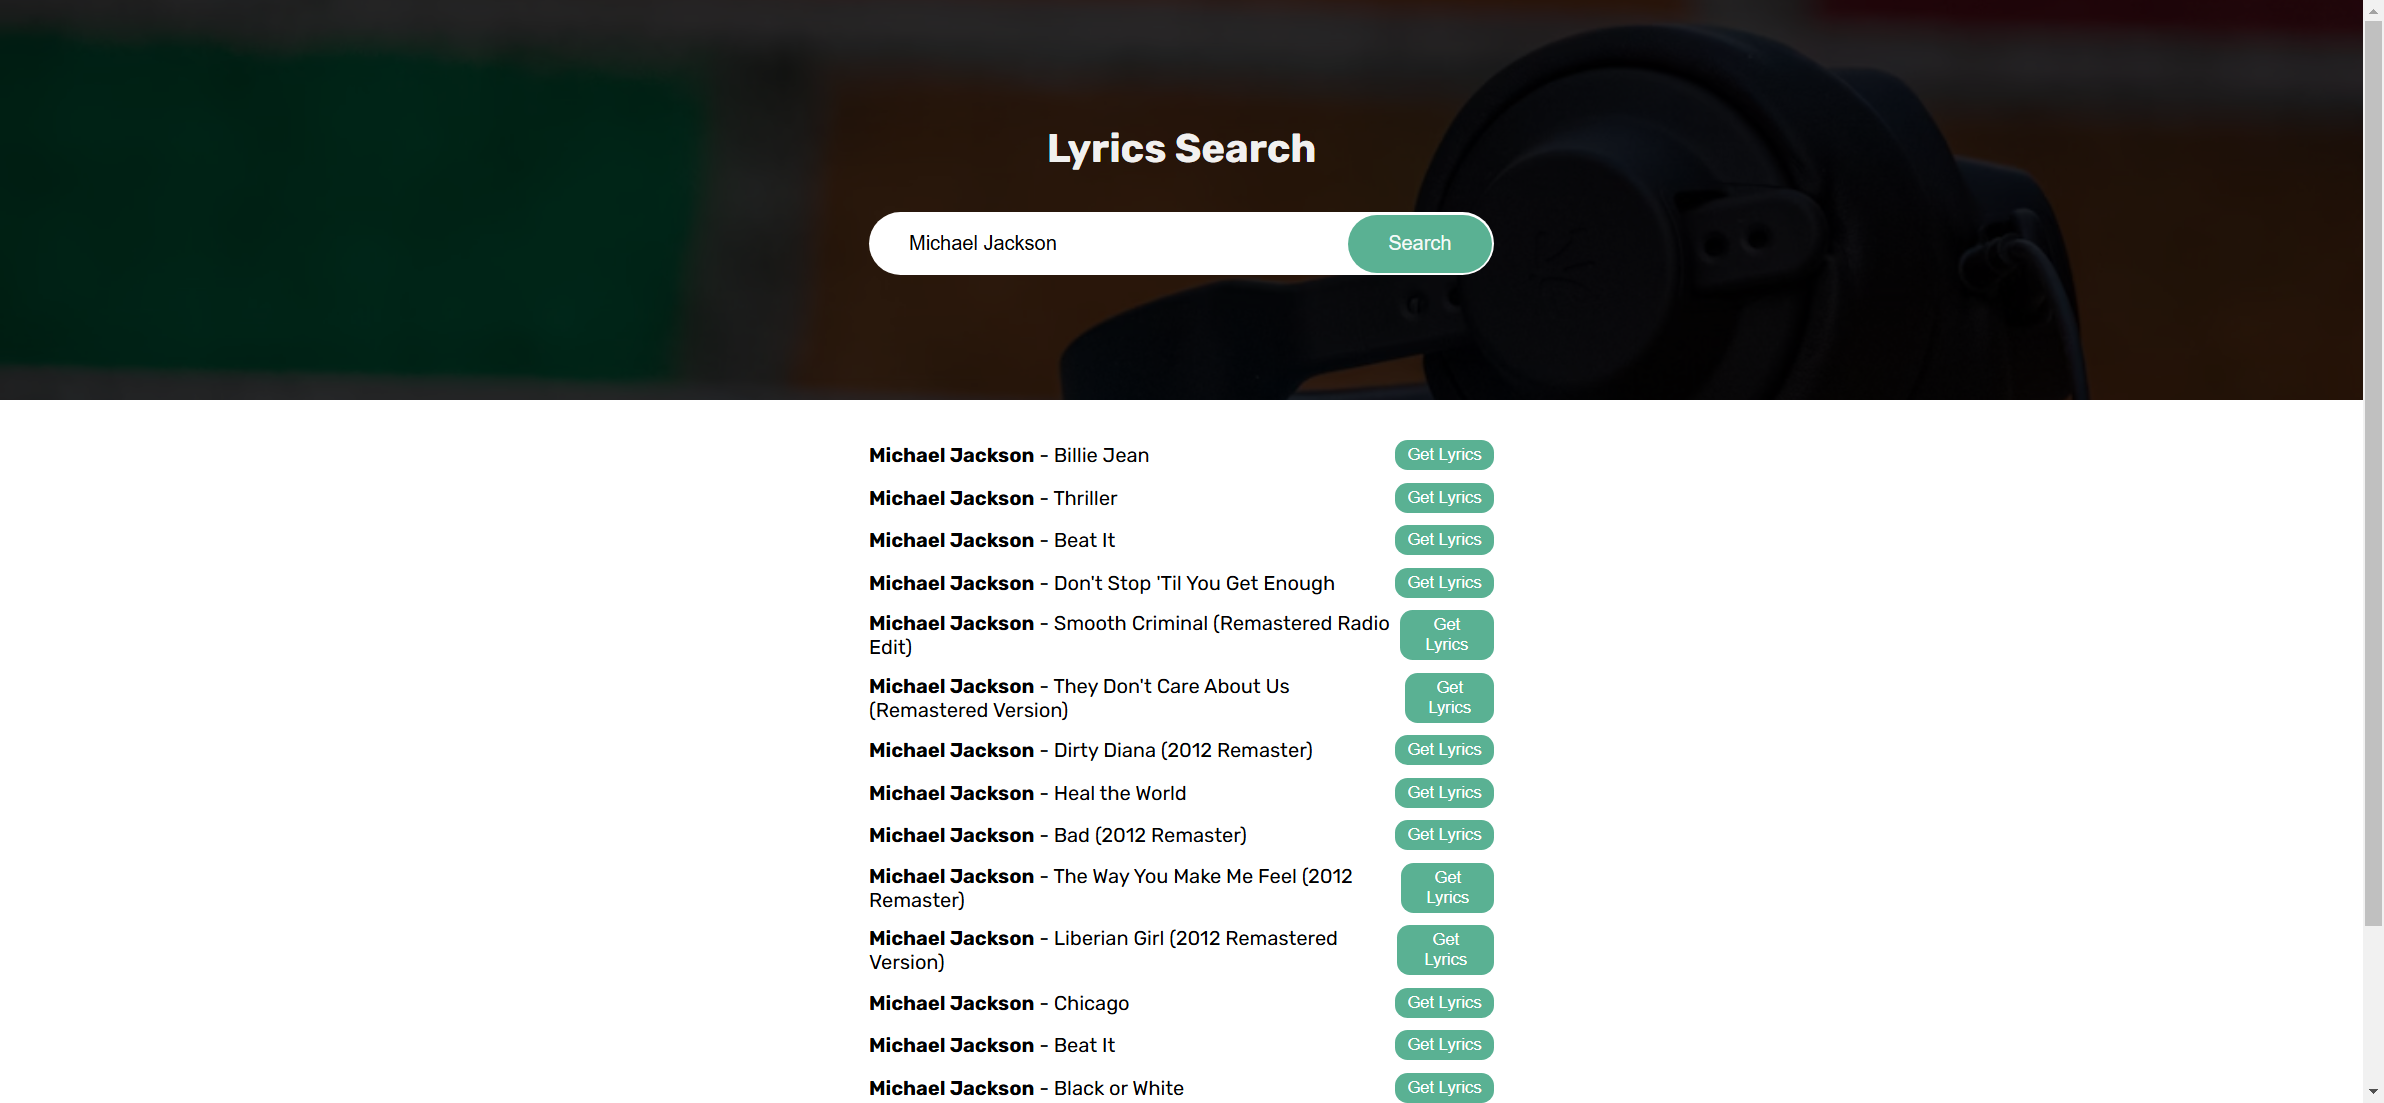 Lyrics Search
Michael Jackson Search
Michael Jackson - Billie Jean Get Lyrics
Michael Jackson - Thriller Get Lyrics
Michael Jackson - Beat It Get Lyrics
Michael Jackson - Don't Stop 'Til You Get Enough Get Lyrics
Michael Jackson - Smooth Criminal (Remastered Radio
Edit)
Get
Lyrics
Michael Jackson - They Don't Care About Us
(Remastered Version)
Get
Lyrics
Michael Jackson - Dirty Diana (2012 Remaster) Get Lyrics
Michael Jackson - Heal the World Get Lyrics
Michael Jackson - Bad (2012 Remaster) Get Lyrics
Michael Jackson - The Way You Make Me Feel (2012
Remaster)
Get
Lyrics
Michael Jackson - Liberian Girl (2012 Remastered
Version)
Get
Lyrics
Michael Jackson - Chicago Get Lyrics
Michael Jackson - Beat It Get Lyrics
Michael Jackson - Black or White Get Lyrics